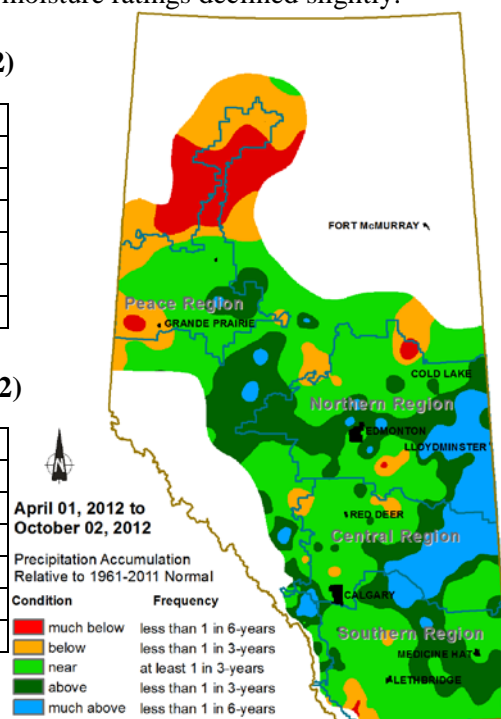 moisture ratings declined slightly.
2)
FORT McMURRAY
Peace Region
GRANDE PRAIRIE
COLD LAKE
2)
Northern Region
EDMONTON
LLOYDMINSTER
N
April 01, 2012 to
October 02, 2012
RED DEER
Central Region
Precipitation Accumulation
Relative to 1961-2011 Normal
Condition Frequency
CALGARY
much below less than 1 in 6-years
Southern Region
below less than 1 in 3-years
MEDICINE HAT
near at least 1 in 3-years
LETHBRIDGE
above less than 1 in 3-years
much above less than 1 in 6-years